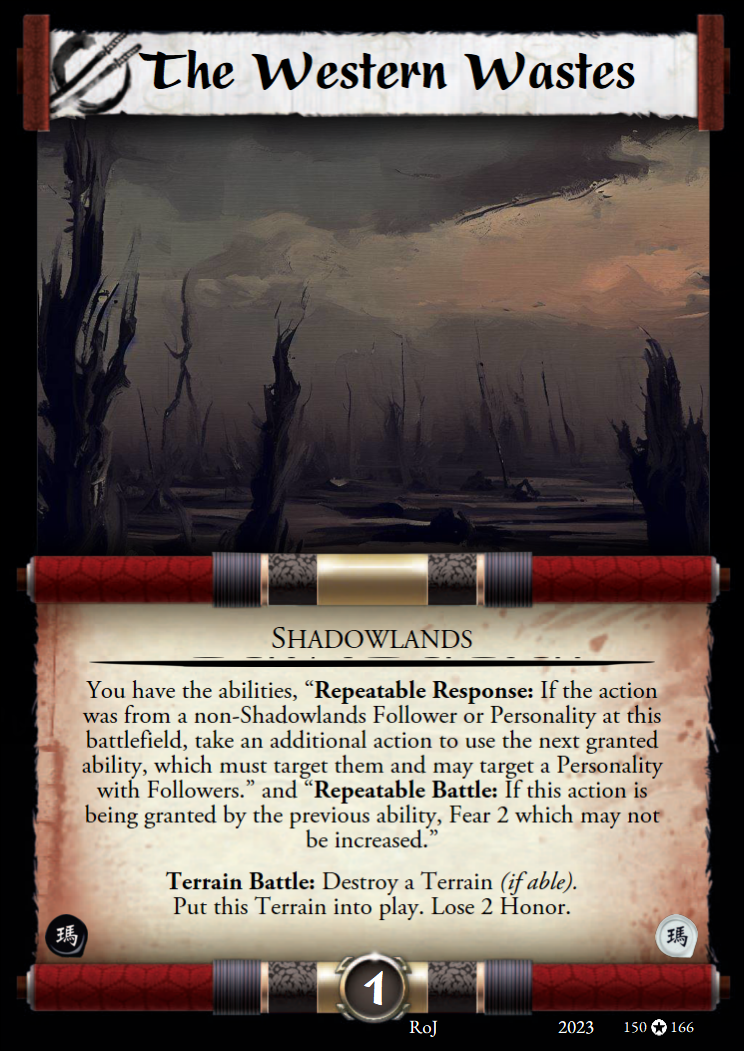 The Western Wastes
Shadowlands
You have the abilities, “Repeatable Response: If the action
was from a non-Shadowlands Follower or Personality at this
battlefield, take an additional action to use the next granted
ability, which must target them and may target a Personality
with Followers.” and “Repeatable Battle: If this action is
being granted by the previous ability, Fear 2 which may not
be increased.”
Terrain Battle: Destroy a Terrain (if able).
Put this Terrain into play. Lose 2 Honor.
瑪 瑪
1
RoJ 2023 150 166